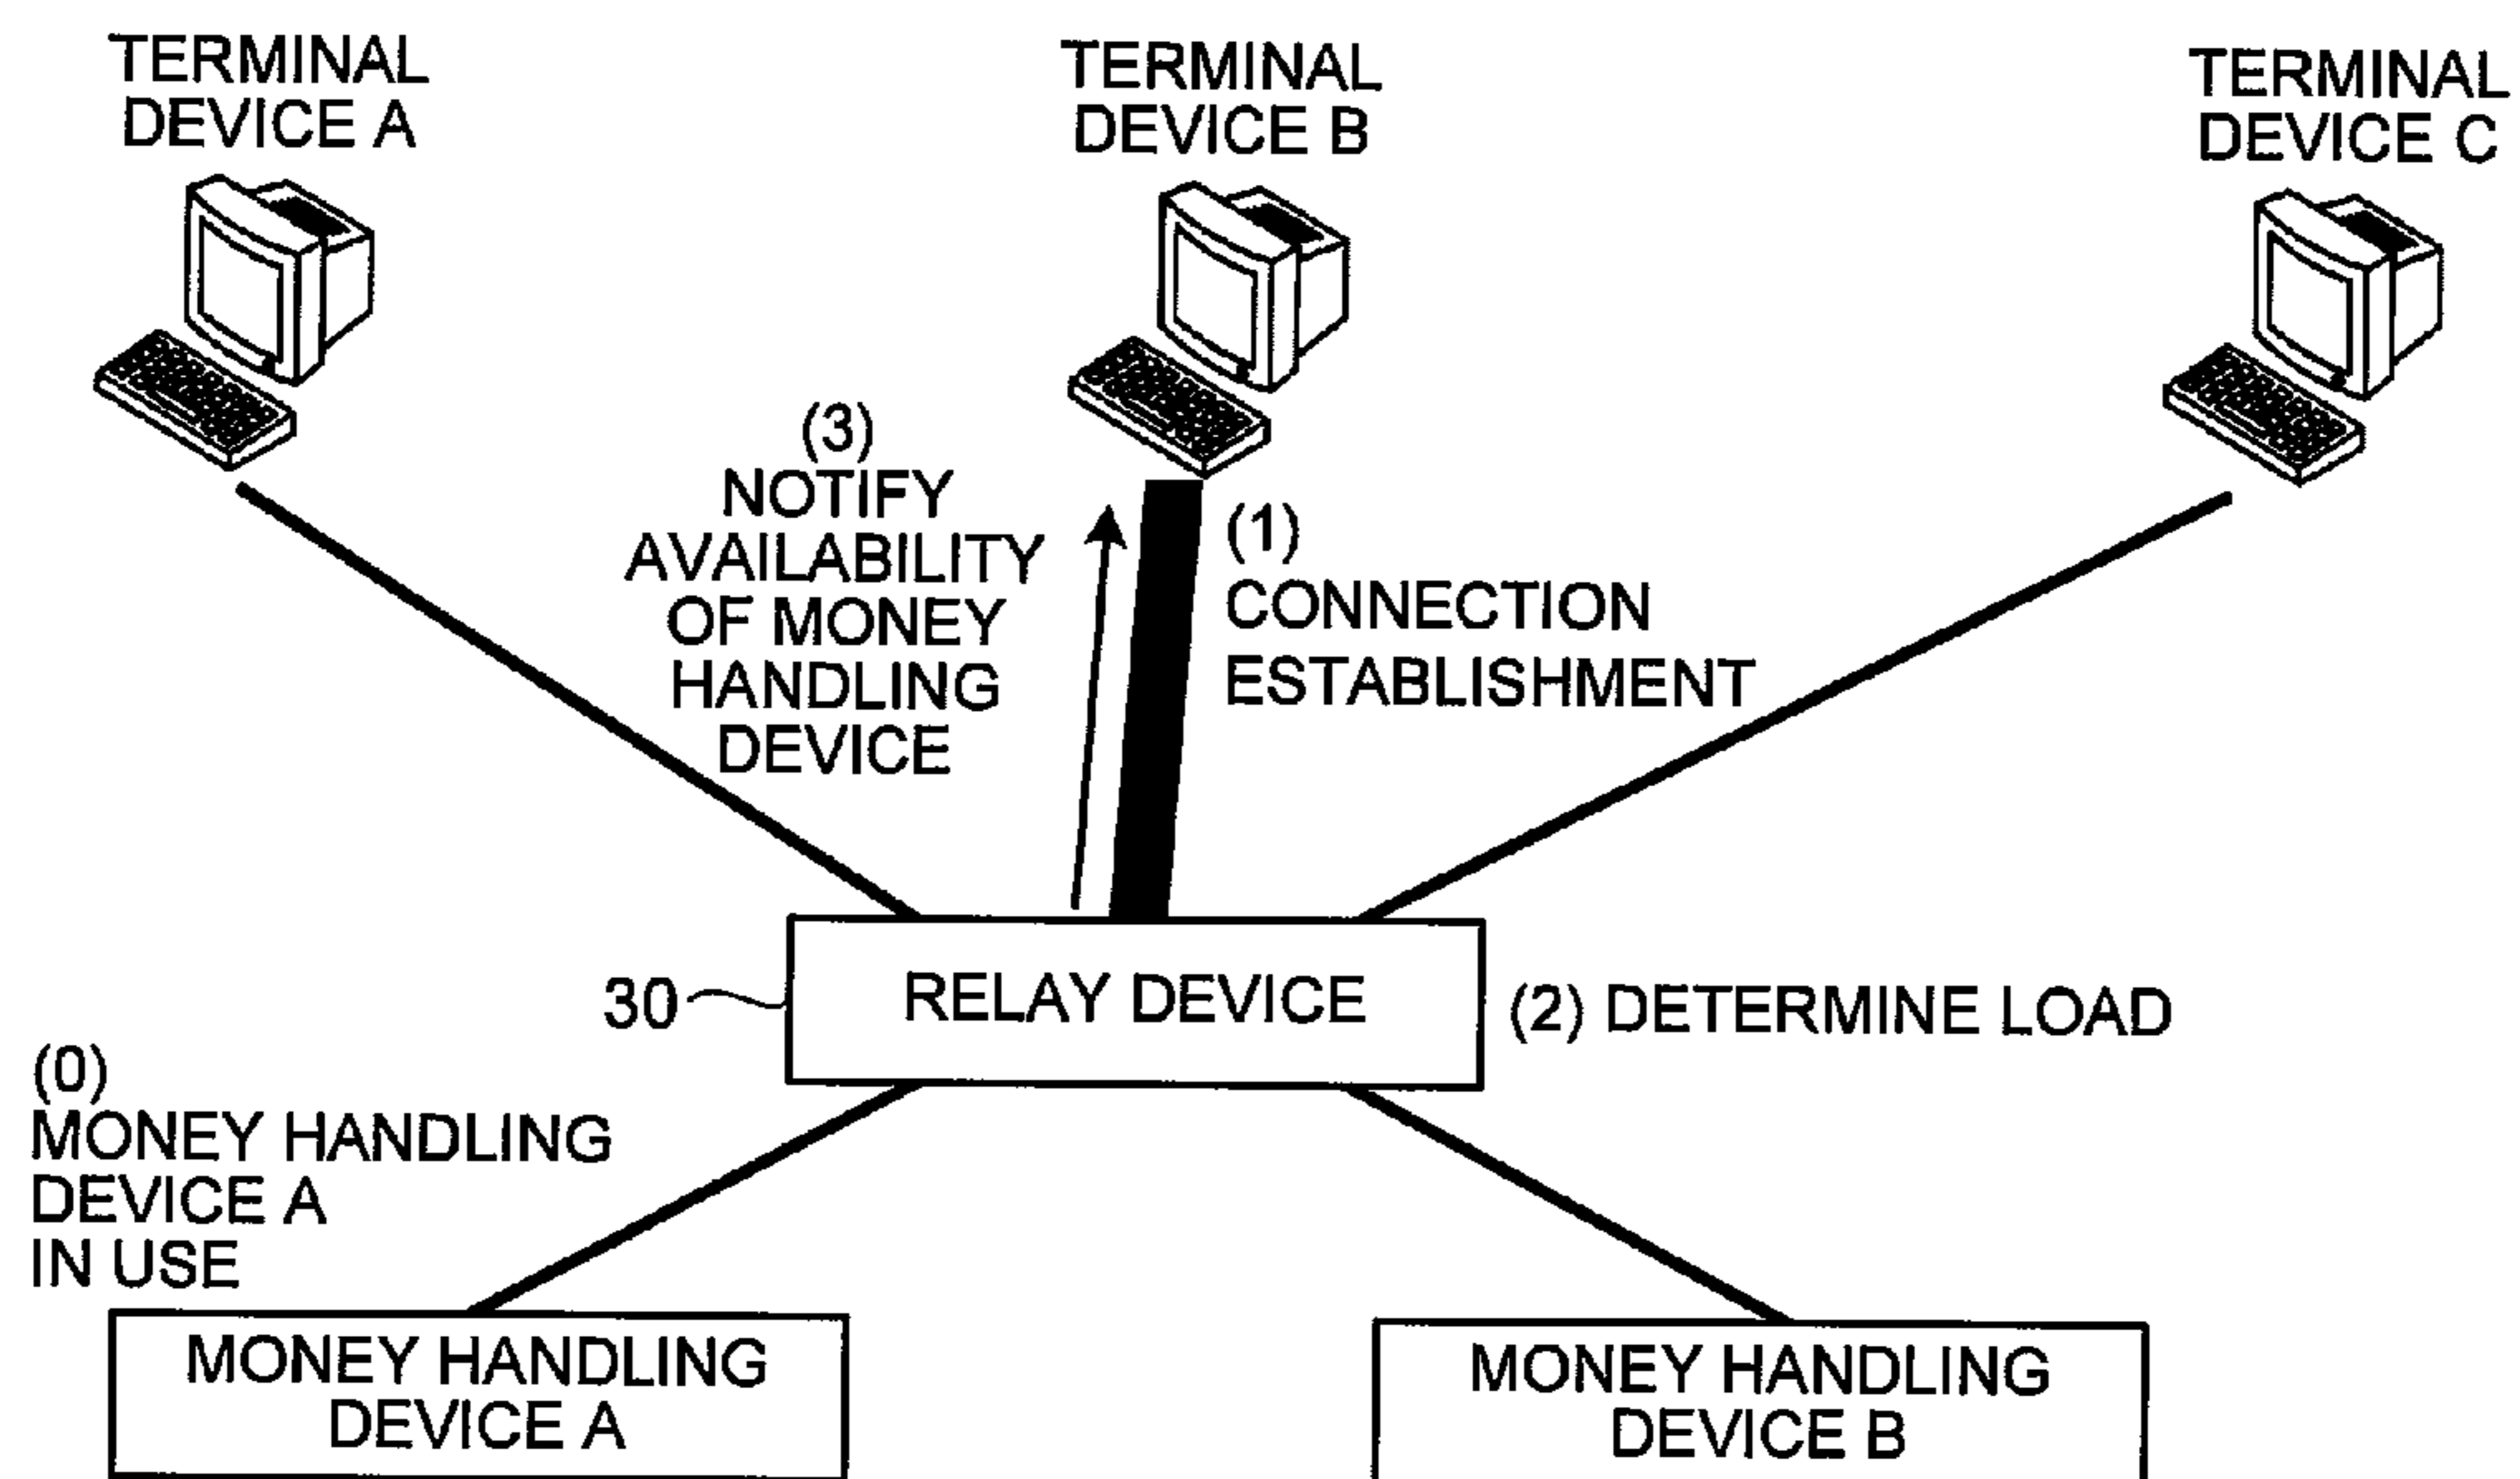 TERMINAL
DEVICE A
TERMINAL
DEVICE B
TERMINAL
DEVICE C
(3)
NOTIFY
AVAILABILITY
OF MONEY
HANDLING
DEVICE
(1)
CONNECTION
ESTABLISHMENT
30
RELAY DEVICE
(2) DETERMINE LOAD
(0)
MONEY HANDLING
DEVICE A
IN USE
MONEY HANDLING
DEVICE A
MONEY HANDLING
DEVICE B